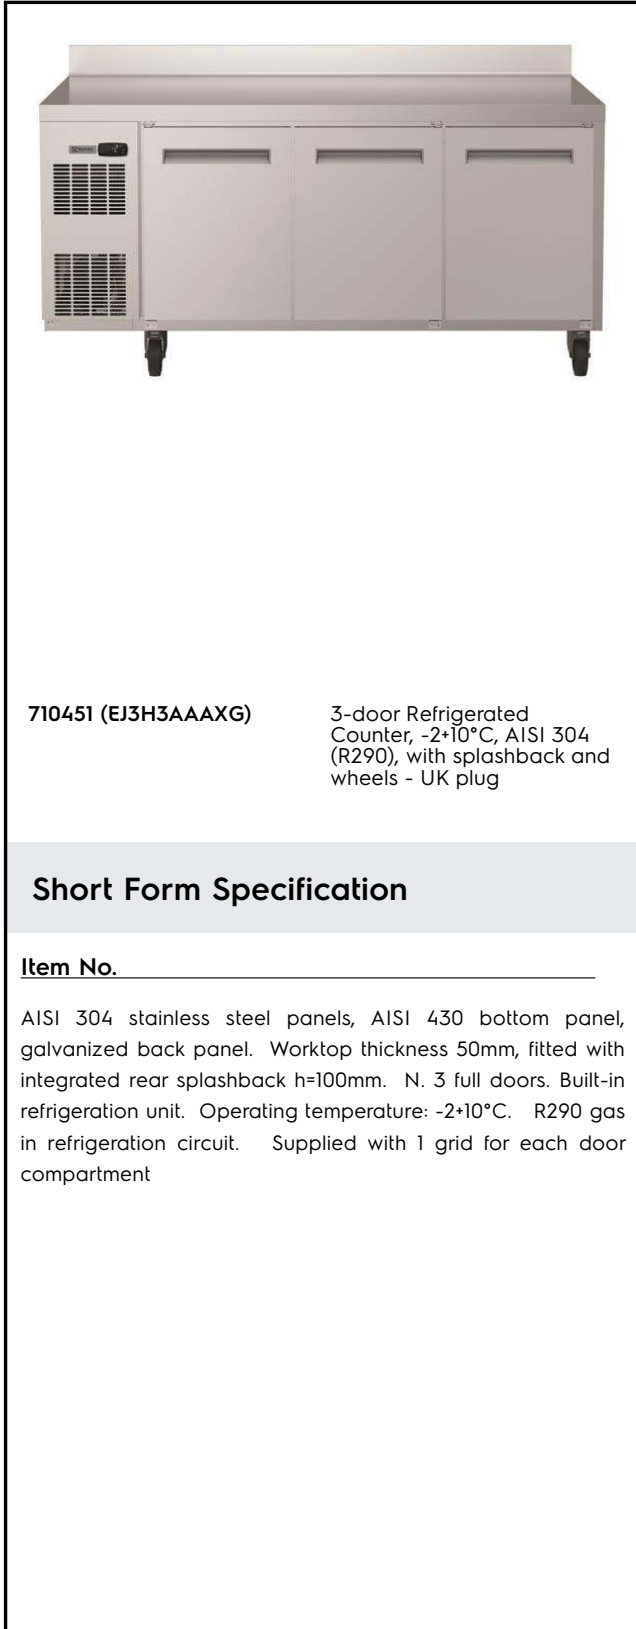 710451 (EJ3H3AAAXG)
3-door Refrigerated
Counter, -2+10°C, AISI 304
(R290), with splashback and
wheels - UK plug
Short Form Specification
Item No.
AISI 304 stainless steel panels, AISI 430 bottom panel,
galvanized back panel. Worktop thickness 50mm, fitted with
integrated rear splashback h=100mm. N. 3 full doors. Built-in
refrigeration unit. Operating temperature: -2+10°C. R290 gas
in refrigeration circuit. Supplied with 1 grid for each door
compartment